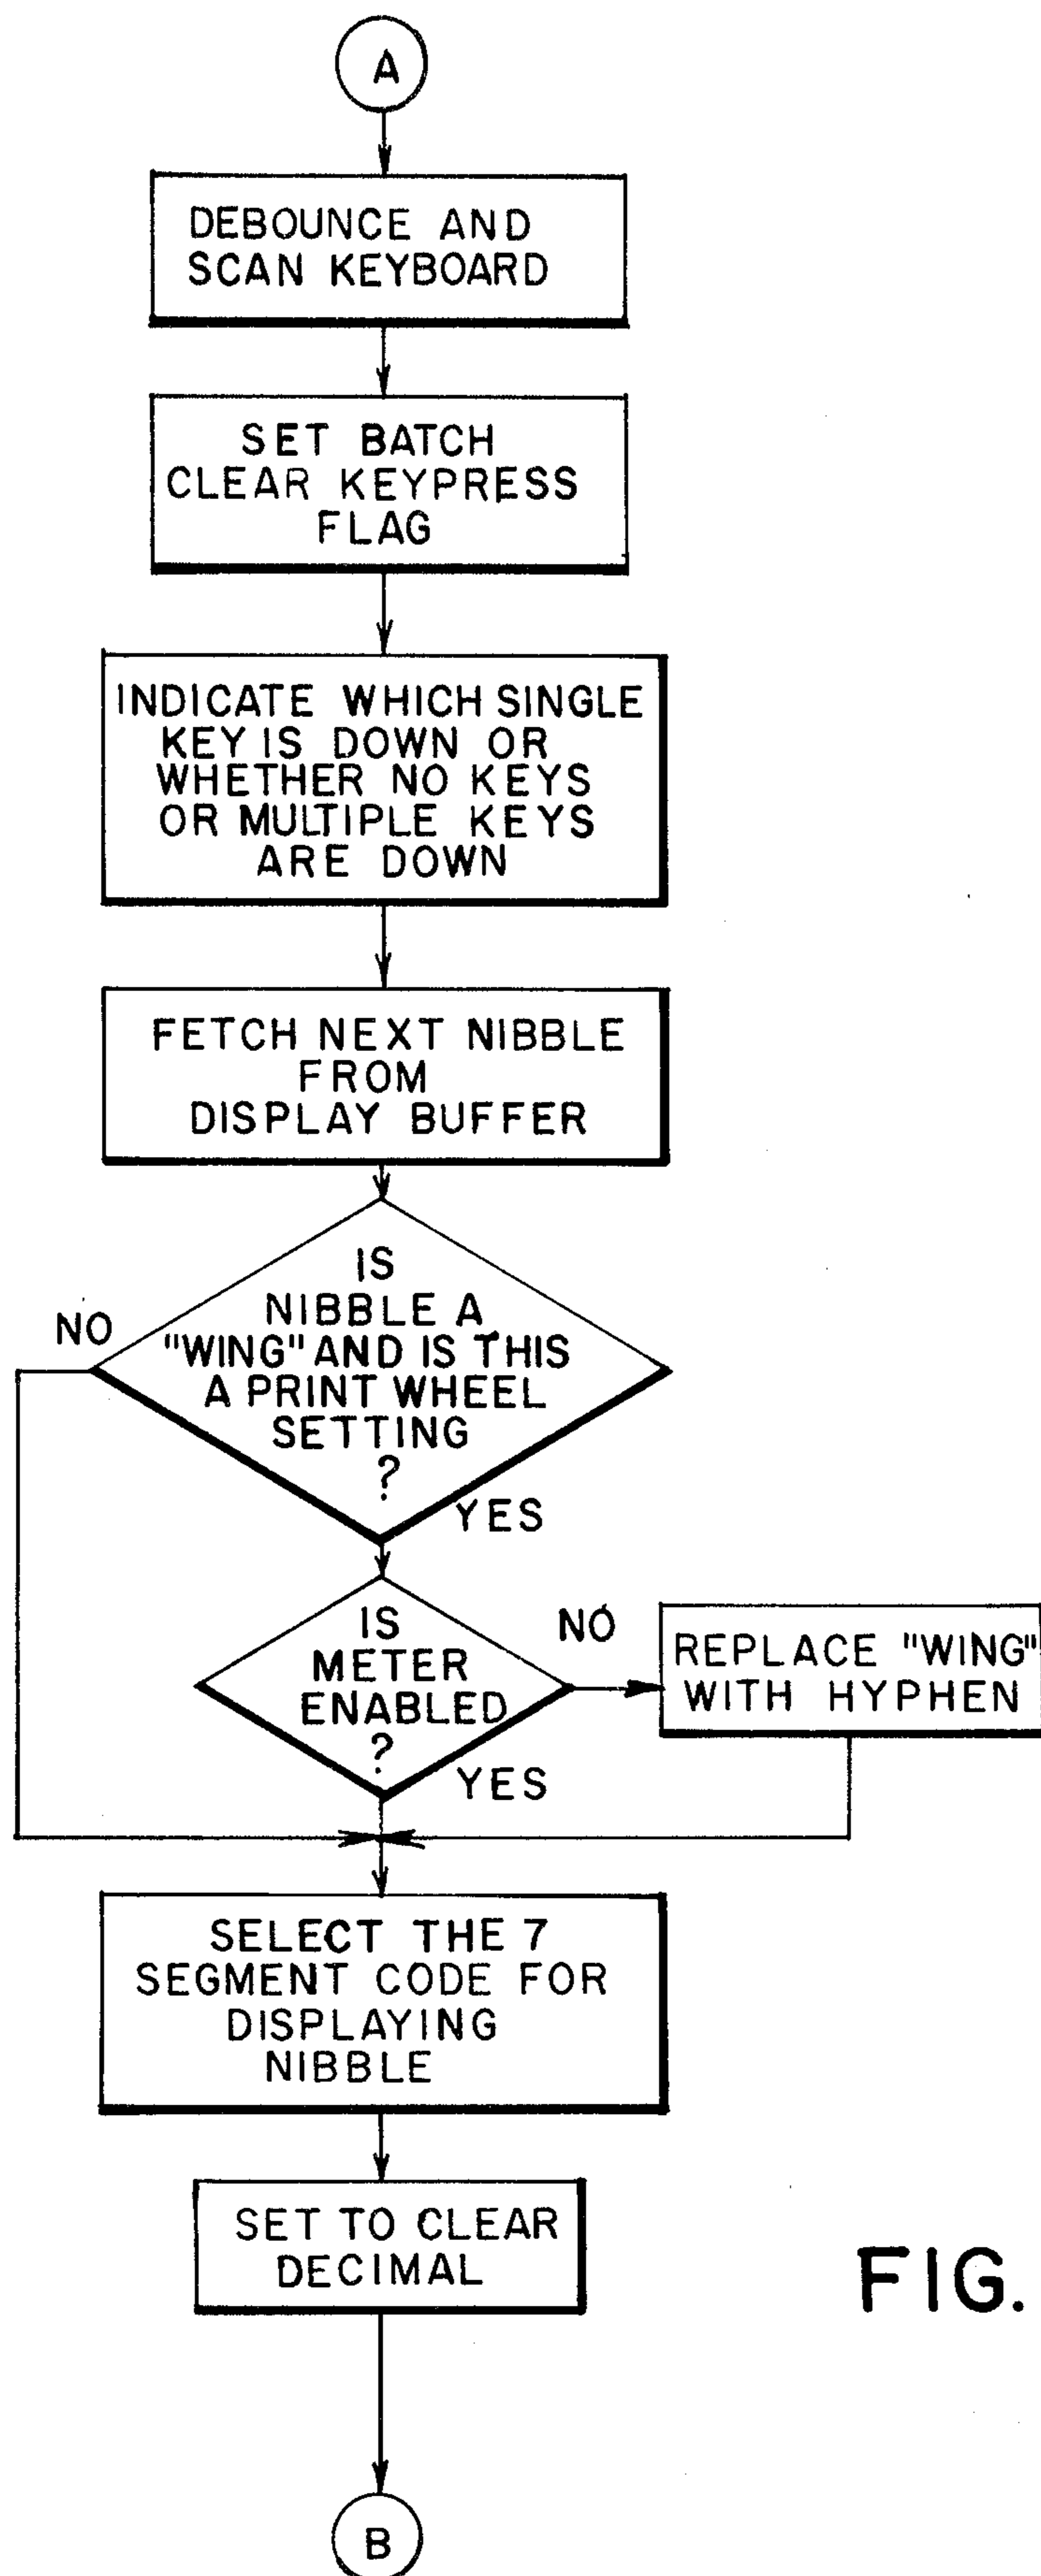 A
DEBOUNCE AND
SCAN KEYBOARD
SET BATCH
CLEAR KEYPRESS
FLAG
INDICATE WHICH SINGLE
KEY IS DOWN OR
WHETHER NO KEYS
OR MULTIPLE KEYS
ARE DOWN
FETCH NEXT NIBBLE
FROM
DISPLAY BUFFER
IS
NIBBLE A
"WING" AND IS THIS
A PRINT WHEEL
SETTING
?
NO
YES
IS
METER
ENABLED
?
NO
YES
REPLACE "WING"
WITH HYPHEN
SELECT THE 7
SEGMENT CODE FOR
DISPLAYING
NIBBLE
SET TO CLEAR
DECIMAL
FIG.
B